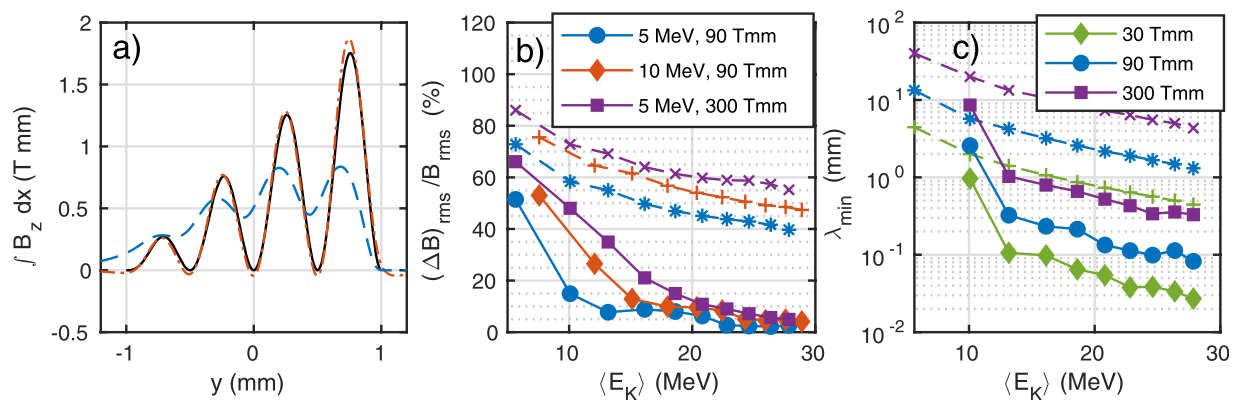 a)
2
1.5
1
0.5
0
-0.5
-1
0
1
∫ B_z dx (T mm)
y (mm)
b)
5 MeV, 90 Tmm
10 MeV, 90 Tmm
5 MeV, 300 Tmm
120
100
80
60
40
20
0
10
20
30
(ΔB)_rms /B_rms (%)
⟨E_K⟩ (MeV)
c)
30 Tmm
90 Tmm
300 Tmm
10^2
10^1
10^0
10^-1
10^-2
10
20
30
λ_min (mm)
⟨E_K⟩ (MeV)